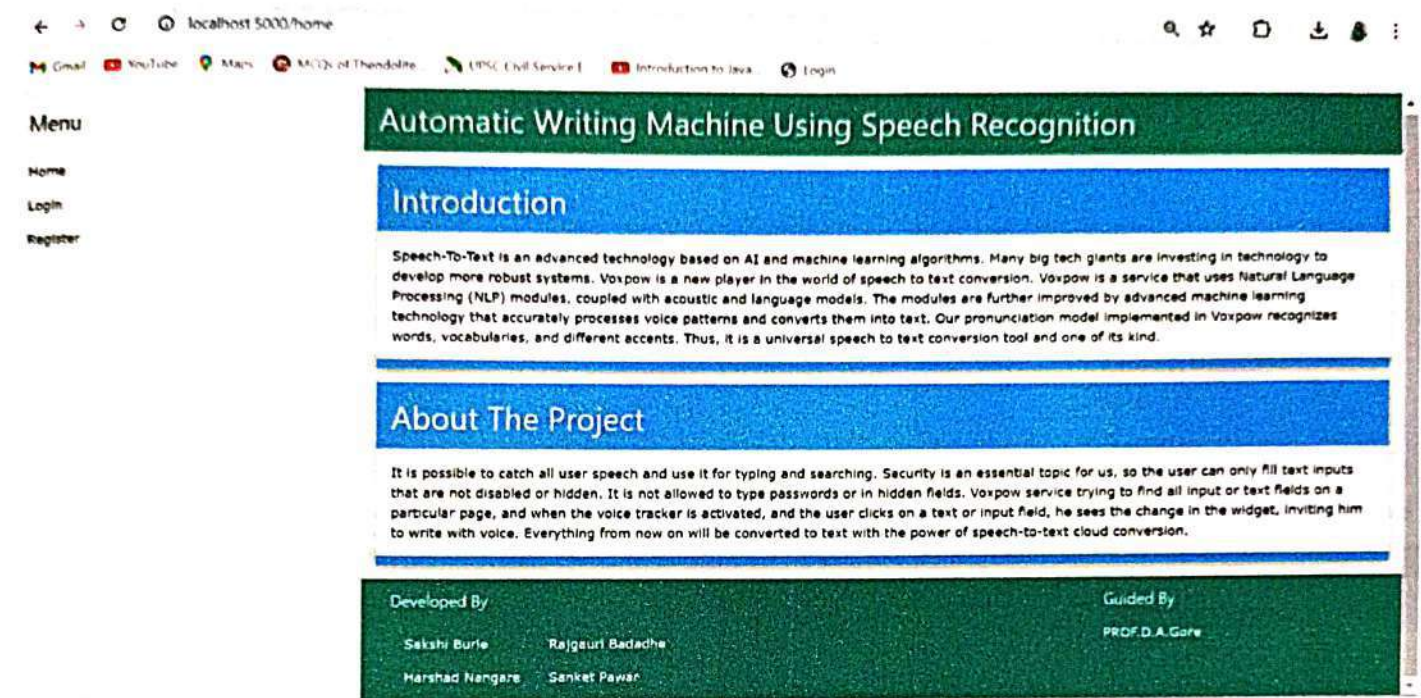 localhost:5000/home
Gmail YouTube Maps MCQs of Thendolite... UPSC Civil Service E... Introduction to Java... Login
Menu
Home
Login
Register
Automatic Writing Machine Using Speech Recognition
Introduction
Speech-To-Text is an advanced technology based on AI and machine learning algorithms. Many big tech giants are investing in technology to
develop more robust systems. Voxpow is a new player in the world of speech to text conversion. Voxpow is a service that uses Natural Language
Processing (NLP) modules, coupled with acoustic and language models. The modules are further improved by advanced machine learning
technology that accurately processes voice patterns and converts them into text. Our pronunciation model implemented in Voxpow recognizes
words, vocabularies, and different accents. Thus, it is a universal speech to text conversion tool and one of its kind.
About The Project
It is possible to catch all user speech and use it for typing and searching. Security is an essential topic for us, so the user can only fill text inputs
that are not disabled or hidden. It is not allowed to type passwords or in hidden fields. Voxpow service trying to find all input or text fields on a
particular page, and when the voice tracker is activated, and the user clicks on a text or input field, he sees the change in the widget, inviting him
to write with voice. Everything from now on will be converted to text with the power of speech-to-text cloud conversion.
Developed By Guided By
PROF.D.A.Gore
Sakshi Burle Rajgauri Badadhe
Harshad Nangare Sanket Pawar